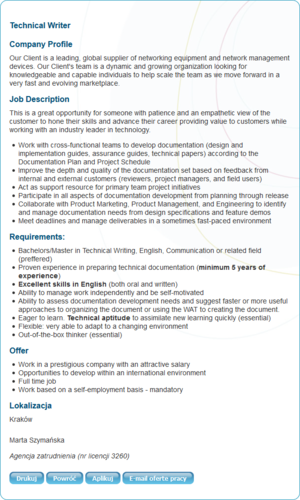 Technical Writer
Company Profile
Our Client is a leading, global supplier of networking equipment and network management
devices. Our Client's team is a dynamic and growing organization looking for
knowledgeable and capable individuals to help scale the team as we move forward in a
very fast and evolving marketplace.
Job Description
This is a great opportunity for someone with patience and an empathetic view of the
customer to hone their skills and advance their career providing value to customers while
working with an industry leader in technology.
• Work with cross-functional teams to develop documentation (design and
implementation guides, assurance guides, technical papers) according to the
Documentation Plan and Project Schedule
• Improve the depth and quality of the documentation set based on feedback from
internal and external customers (reviewers, project managers, and field users)
• Act as support resource for primary team project initiatives
• Participate in all aspects of documentation development from planning through release
• Collaborate with Product Marketing, Product Management, and Engineering to identify
and manage documentation needs from design specifications and feature demos
• Meet deadlines and manage deliverables in a sometimes fast-paced environment
Requirements:
• Bachelors/Master in Technical Writing, English, Communication or related field
(preffered)
• Proven experience in preparing technical documentation (minimum 5 years of
experience)
• Excellent skills in English (both oral and written)
• Ability to manage work independently and be self-motivated
• Ability to assess documentation development needs and suggest faster or more useful
approaches to organizing the document or using the WAT to creating the document.
• Eager to learn. Technical aptitude to assimilate new learning quickly (essential)
• Flexible: very able to adapt to a changing environment
• Out-of-the-box thinker (essential)
Offer
• Work in a prestigious company with an attractive salary
• Opportunities to develop within an international environment
• Full time job
• Work based on a self-employment basis - mandatory
Lokalizacja
Kraków
Marta Szymańska
Agencja zatrudnienia (nr licencji 3260)
Drukuj Powróc Aplikuj E-mail oferte pracy